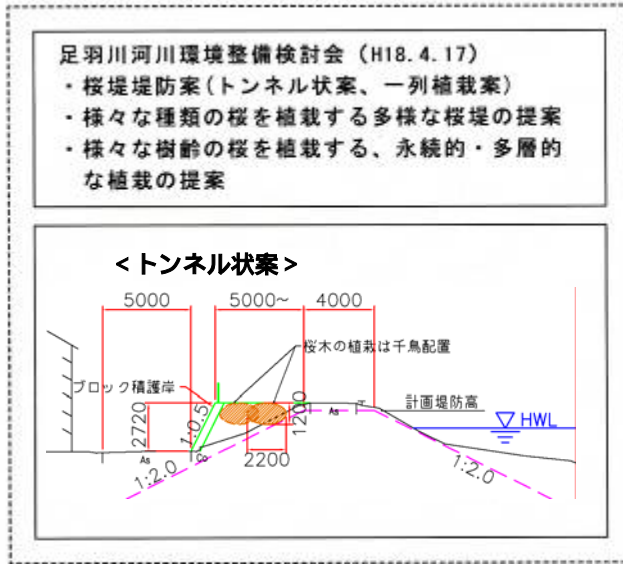 足羽川河川環境整備検討会（H18.4.17）
・桜堤堤防案(トンネル状案、一列植栽案)
・様々な種類の桜を植栽する多様な桜堤の提案
・様々な樹齢の桜を植栽する、永続的・多層的
な植栽の提案
＜トンネル状案＞
5000 5000~ 4000
桜木の植栽は千鳥配置
ブロック積護岸
計画堤防高
2720 1:0.5 1200 As HWL
2200
As Co
1:2.0 1:2.0